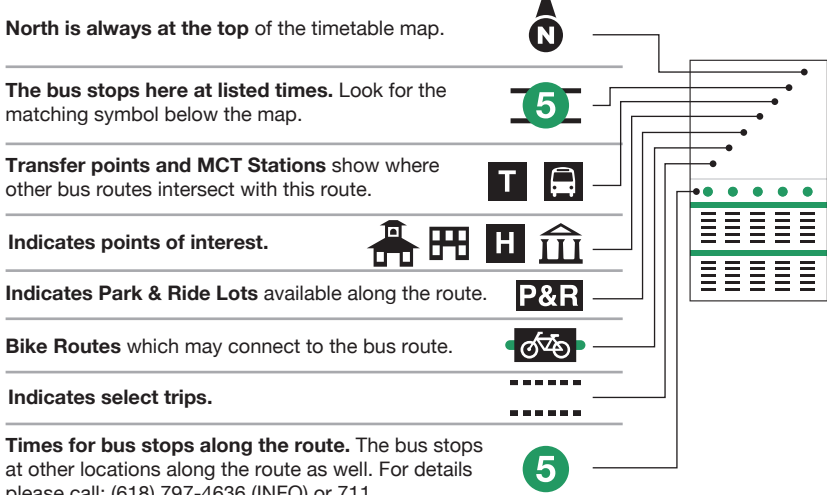 North is always at the top of the timetable map.
N
The bus stops here at listed times. Look for the
matching symbol below the map.
5
Transfer points and MCT Stations show where
other bus routes intersect with this route.
T
Indicates points of interest.
H
Indicates Park & Ride Lots available along the route.
P&R
Bike Routes which may connect to the bus route.
Indicates select trips.
Times for bus stops along the route. The bus stops
at other locations along the route as well. For details
please call: (618) 797-4636 (INFO) or 711
5